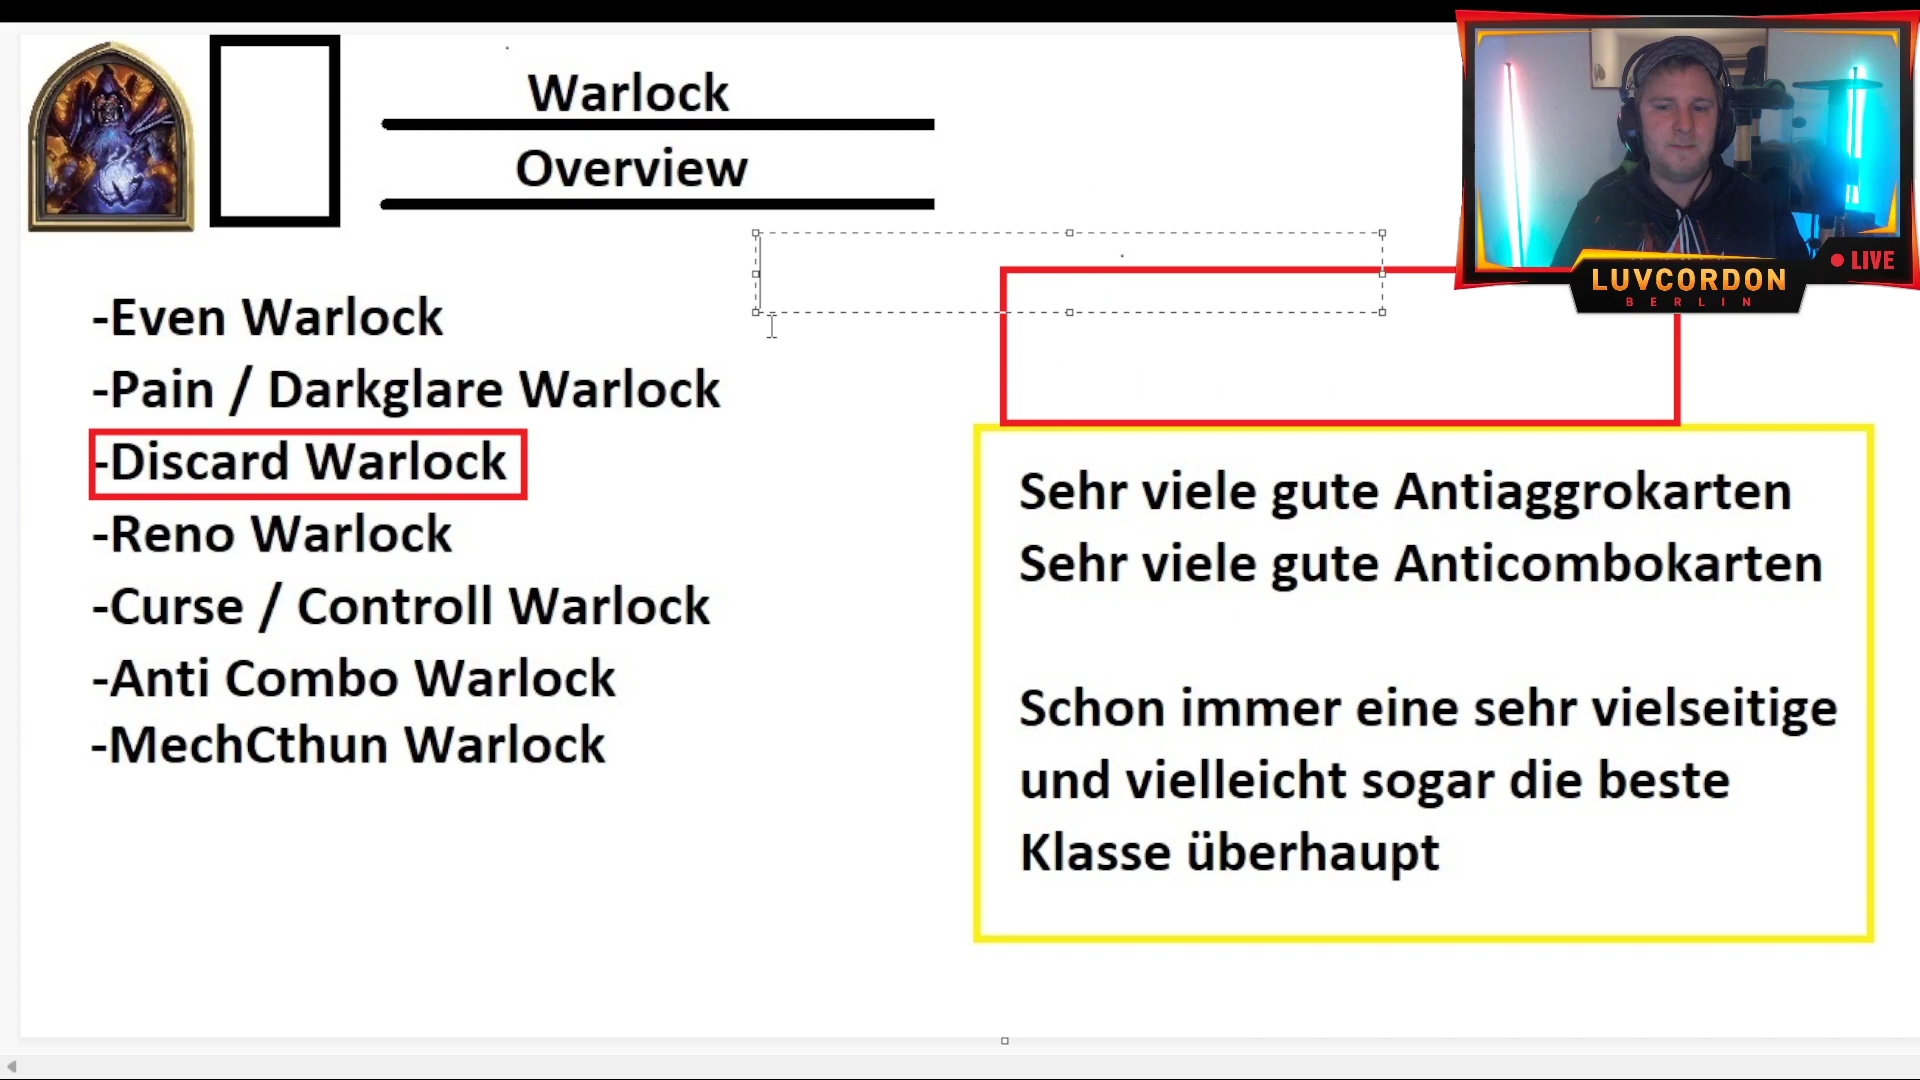 Warlock
Overview
-Even Warlock
-Pain / Darkglare Warlock
-Discard Warlock
-Reno Warlock
-Curse / Controll Warlock
-Anti Combo Warlock
-MechCthun Warlock
Sehr viele gute Antiaggrokarten
Sehr viele gute Anticombokarten
Schon immer eine sehr vielseitige
und vielleicht sogar die beste
Klasse überhaupt
LIVE
LUVCORDON
BERLIN